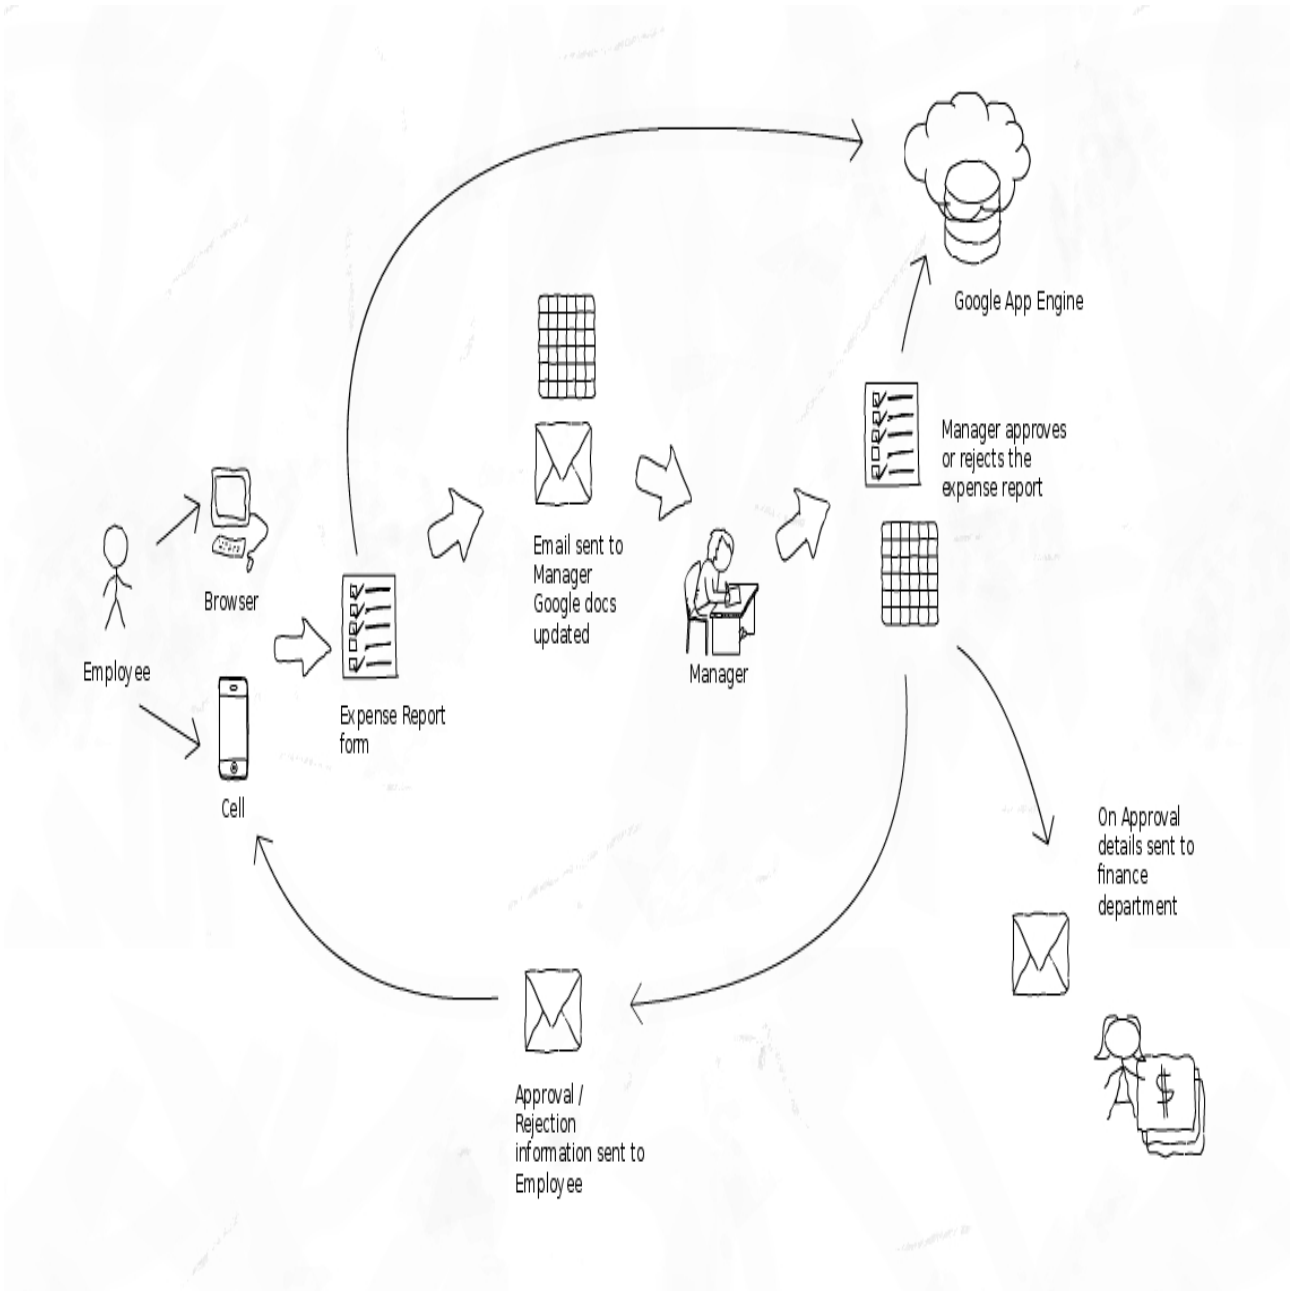 Google App Engine
Manager approves
or rejects the
expense report
Email sent to
Manager
Google docs
updated
Browser
Employee
Manager
Expense Report
form
Cell
On Approval
details sent to
finance
department
$
Approval /
Rejection
information sent to
Employee